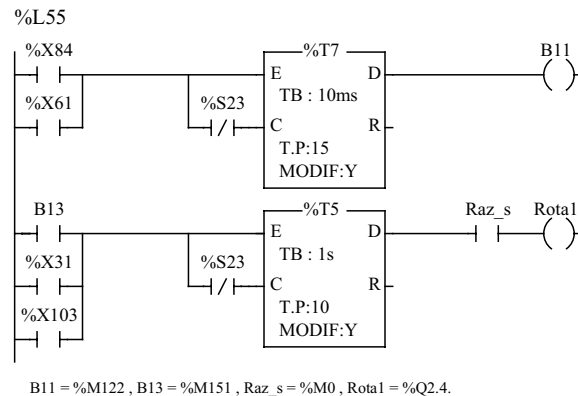 %L55
%X84
%T7
B11
E
D
%X61
%S23
TB : 10ms
C
R
T.P:15
MODIF:Y
B13
%T5
Raz_s
Rota1
E
D
%X31
%S23
TB : 1s
C
R
T.P:10
%X103
MODIF:Y
B11 = %M122 , B13 = %M151 , Raz_s = %M0 , Rota1 = %Q2.4.